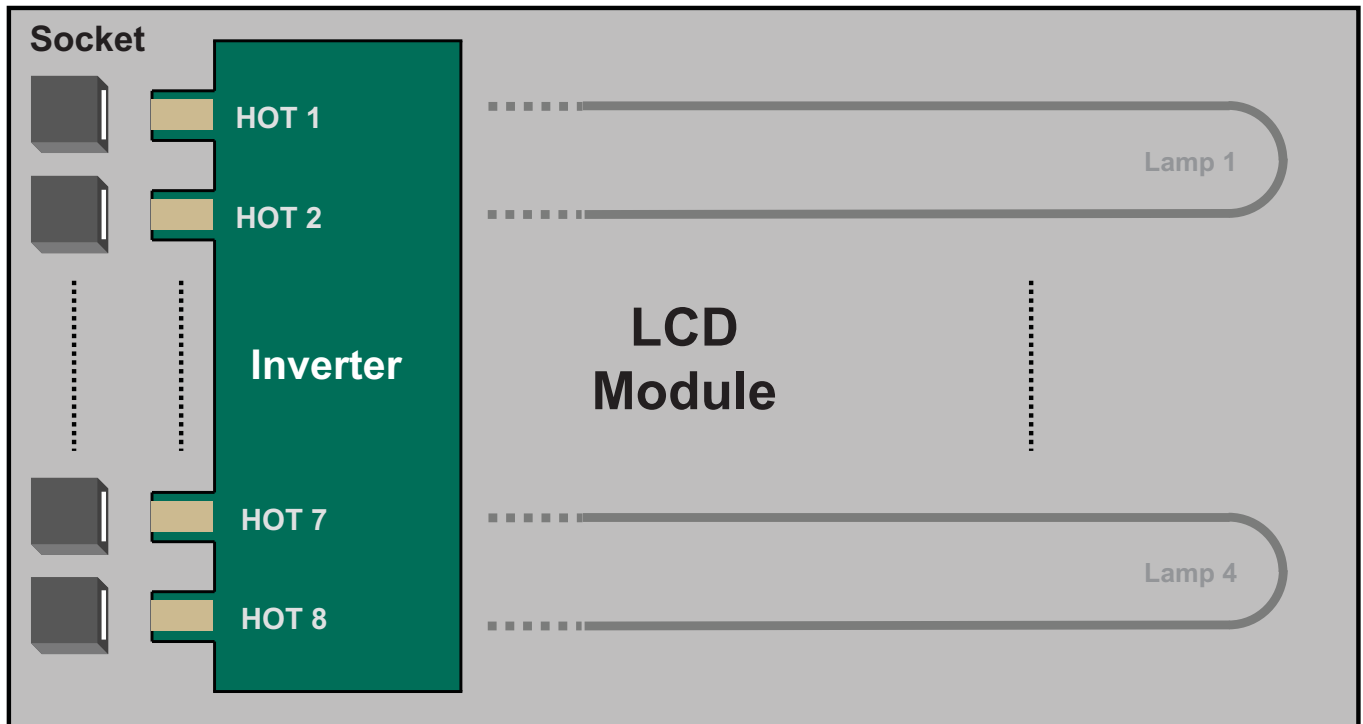 Socket
HOT 1
Lamp 1
HOT 2
LCD
Module
Inverter
HOT 7
Lamp 4
HOT 8